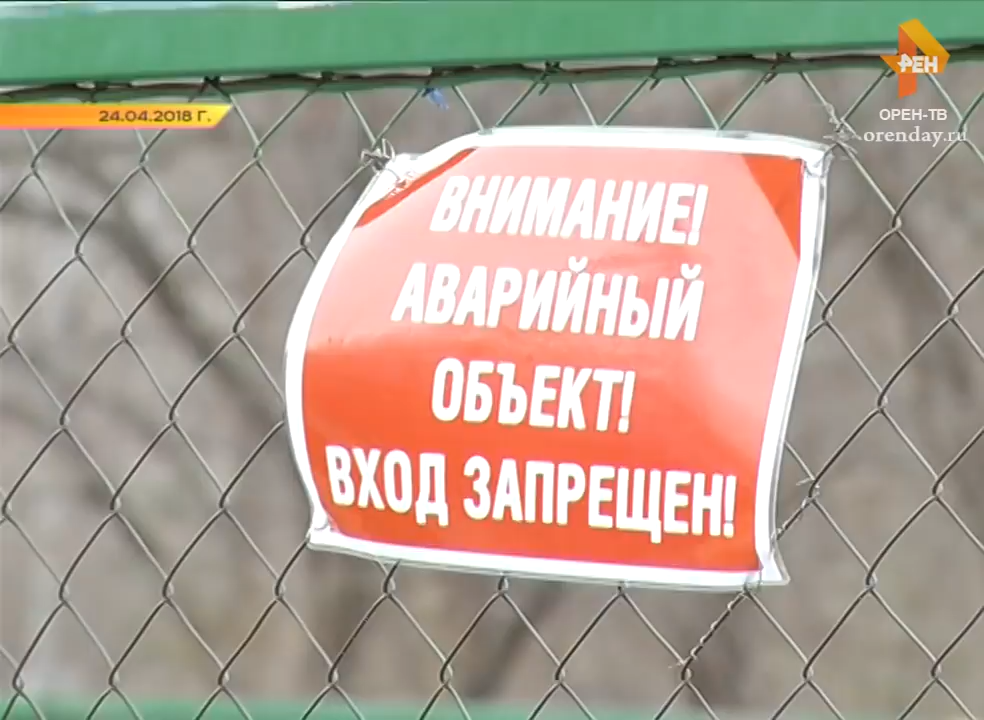 РЕН
24.04.2018 Г.
ОРЕН-ТВ
orenday.ru
ВНИМАНИЕ!
АВАРИЙНЫЙ
ОБЪЕКТ!
ВХОД ЗАПРЕЩЕН!